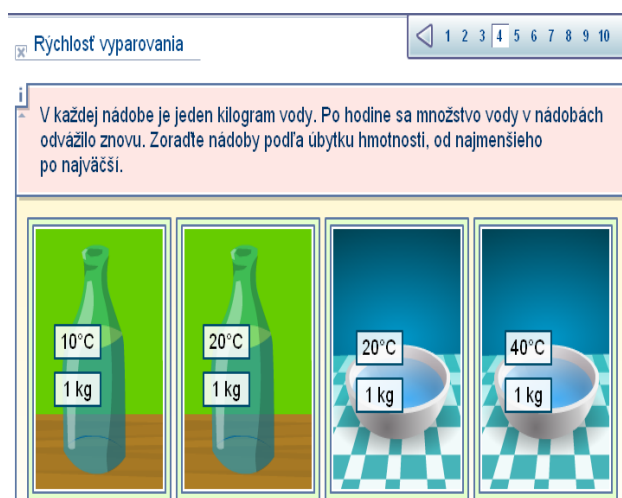 Rýchlosť vyparovania
1 2 3 4 5 6 7 8 9 10
i
V každej nádobe je jeden kilogram vody. Po hodine sa množstvo vody v nádobách
odvážilo znovu. Zoraďte nádoby podľa úbytku hmotnosti, od najmenšieho
po najväčší.
10°C 20°C 20°C 40°C
1 kg 1 kg 1 kg 1 kg